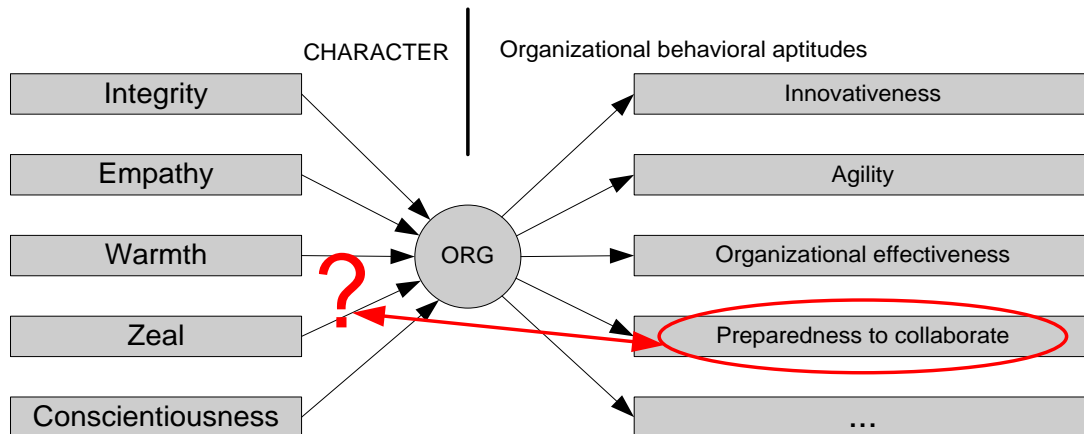 CHARACTER
Organizational behavioral aptitudes
Integrity
Innovativeness
Empathy
Agility
Warmth
?
ORG
Organizational effectiveness
Zeal
Preparedness to collaborate
Conscientiousness
...